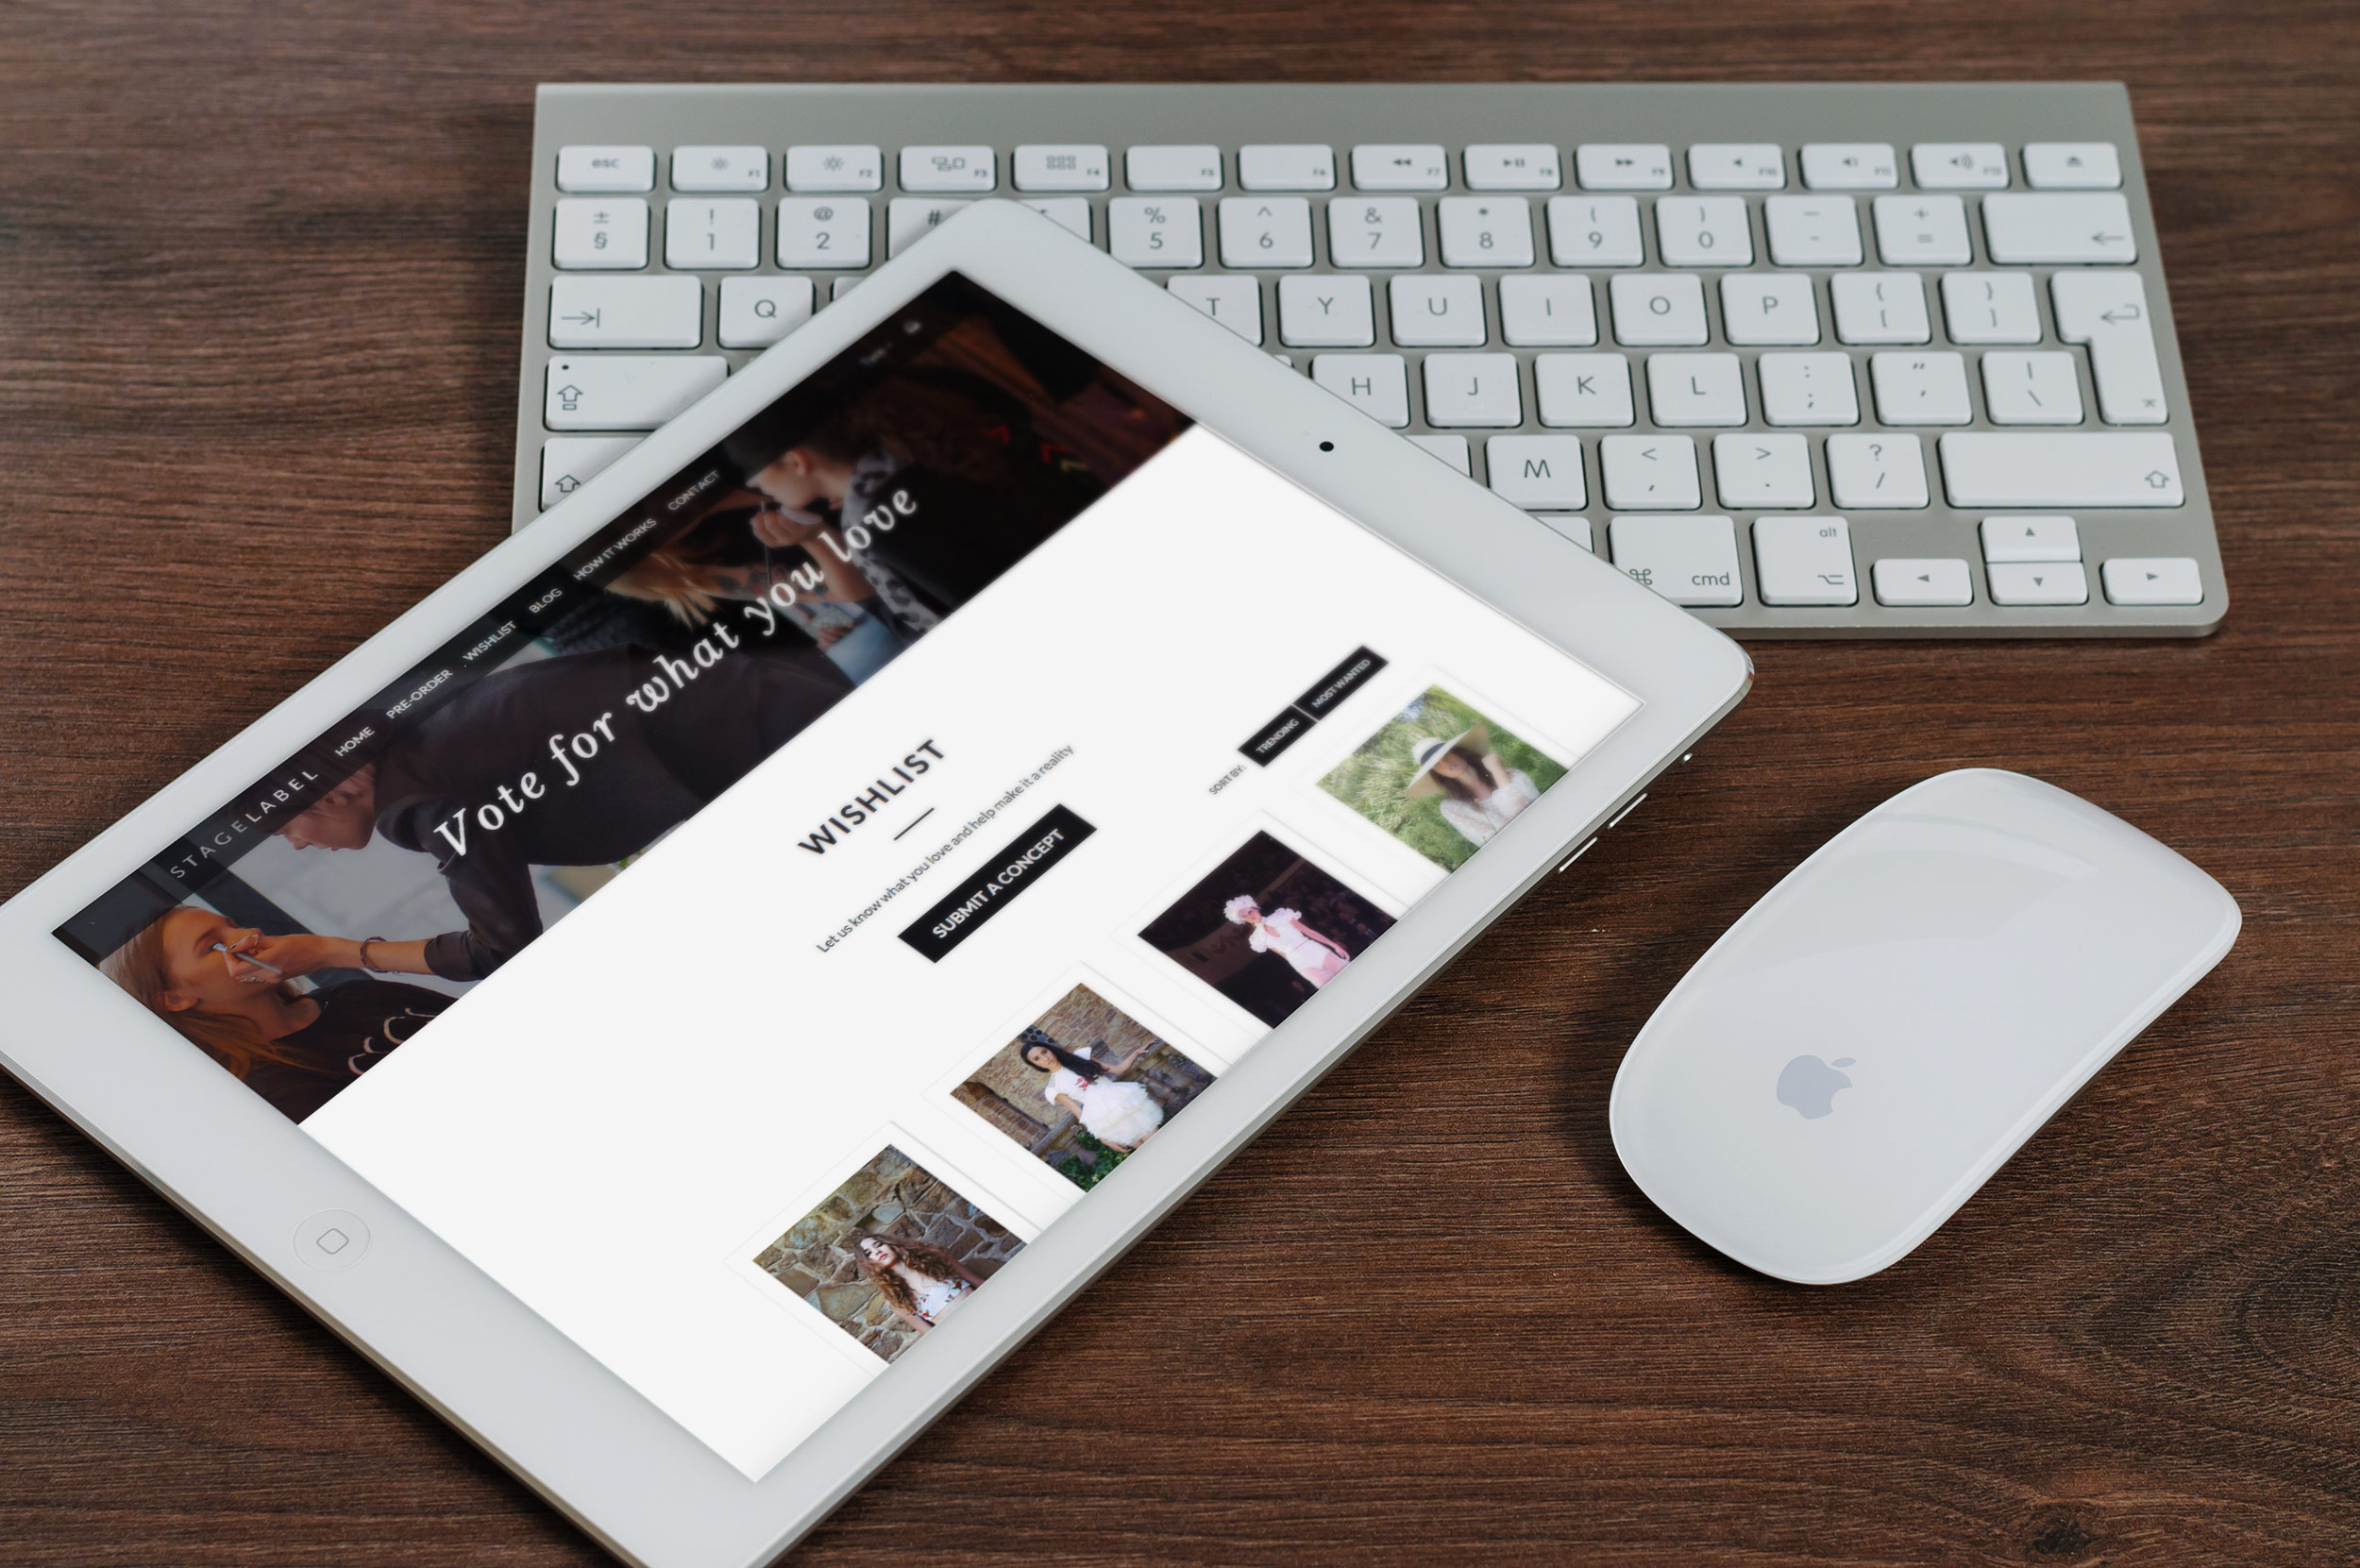 esc F1 F2 F3 F4 F5 F6 F7 F8 F9 F10 F11 F12
± ! @ # % ^ & * ( ) — +
§ 1 2 5 6 7 8 9 0 - =
Q T Y U I O P { }
[ ]
H J K L : " |
; ' \
M < > ?
, . /
cmd alt
STAGELABEL HOME PRE-ORDER WISHLIST BLOG HOW IT WORKS CONTACT
Vote for what you love
WISHLIST
Let us know what you love and help make it a reality
SUBMIT A CONCEPT
SORT BY: TRENDING MOST WANTED